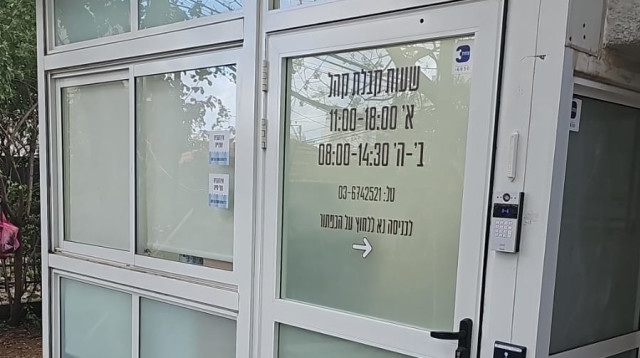 שעות קבלת קהל
א' 11:00-18:00
ב'-ה' 08:00-14:30
טל: 03-6742521
לכניסה נא ללחוץ על הכפתור